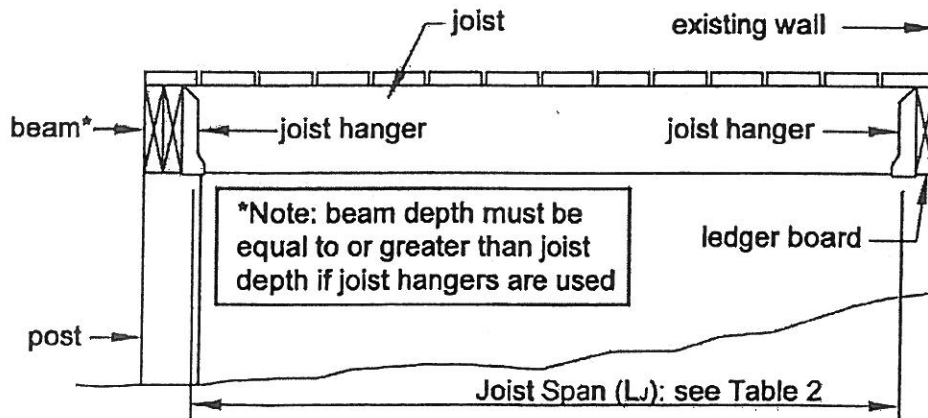 joist
existing wall
beam*
joist hanger
joist hanger
*Note: beam depth must be
equal to or greater than joist
depth if joist hangers are used
ledger board
post
Joist Span (LJ): see Table 2